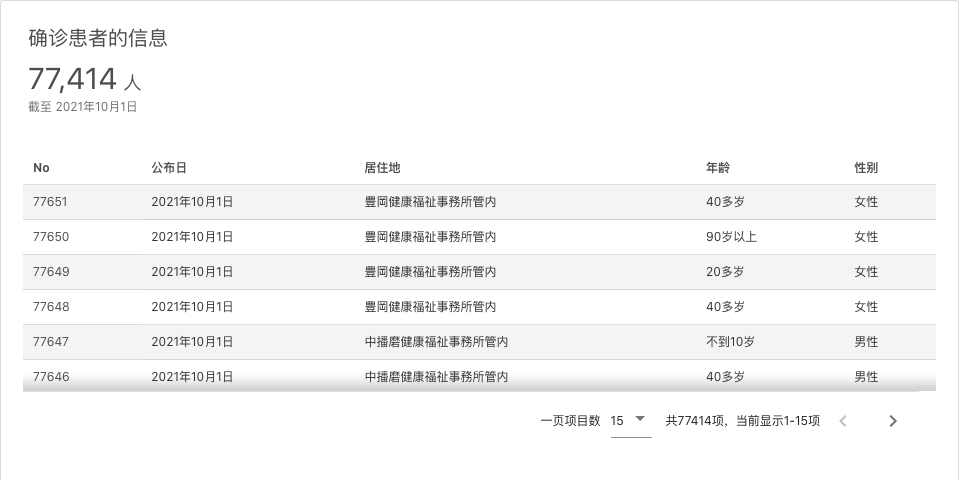 确诊患者的信息
77,414 人
截至 2021年10月1日
No 公布日 居住地 年龄 性别
77651 2021年10月1日 豊岡健康福祉事務所管内 40多岁 女性
77650 2021年10月1日 豊岡健康福祉事務所管内 90岁以上 女性
77649 2021年10月1日 豊岡健康福祉事務所管内 20多岁 女性
77648 2021年10月1日 豊岡健康福祉事務所管内 40多岁 女性
77647 2021年10月1日 中播磨健康福祉事務所管内 不到10岁 男性
77646 2021年10月1日 中播磨健康福祉事務所管内 40多岁 男性
一页项目数 15 共77414项，当前显示1-15项